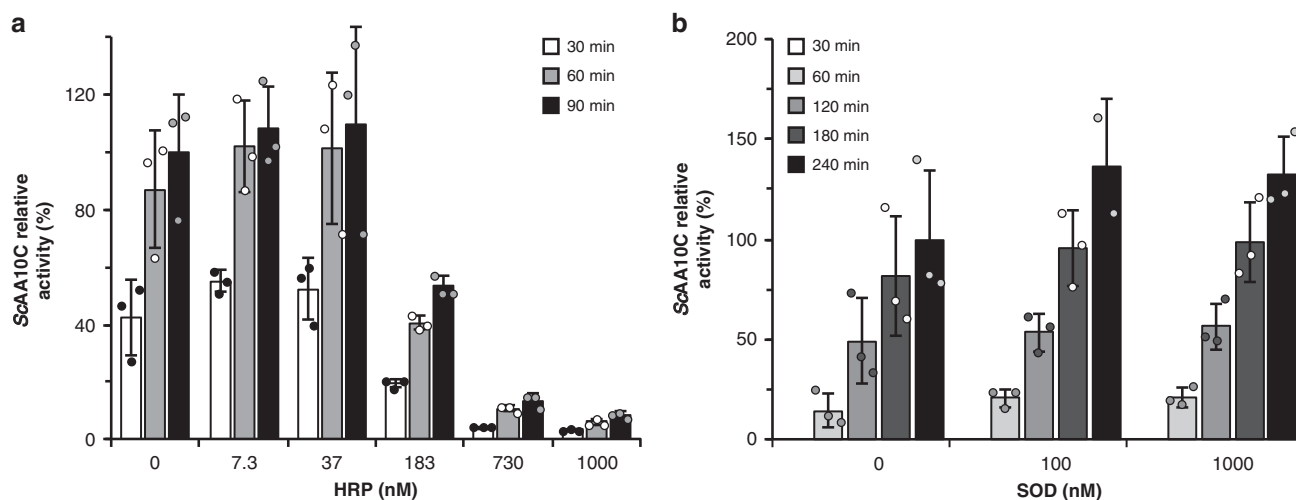 a
ScAA10C relative
activity (%)
120
80
40
0
30 min
60 min
90 min
0 7.3 37 183 730 1000
HRP (nM)
b
ScAA10C relative
activity (%)
200
150
100
50
0
30 min
60 min
120 min
180 min
240 min
0 100 1000
SOD (nM)